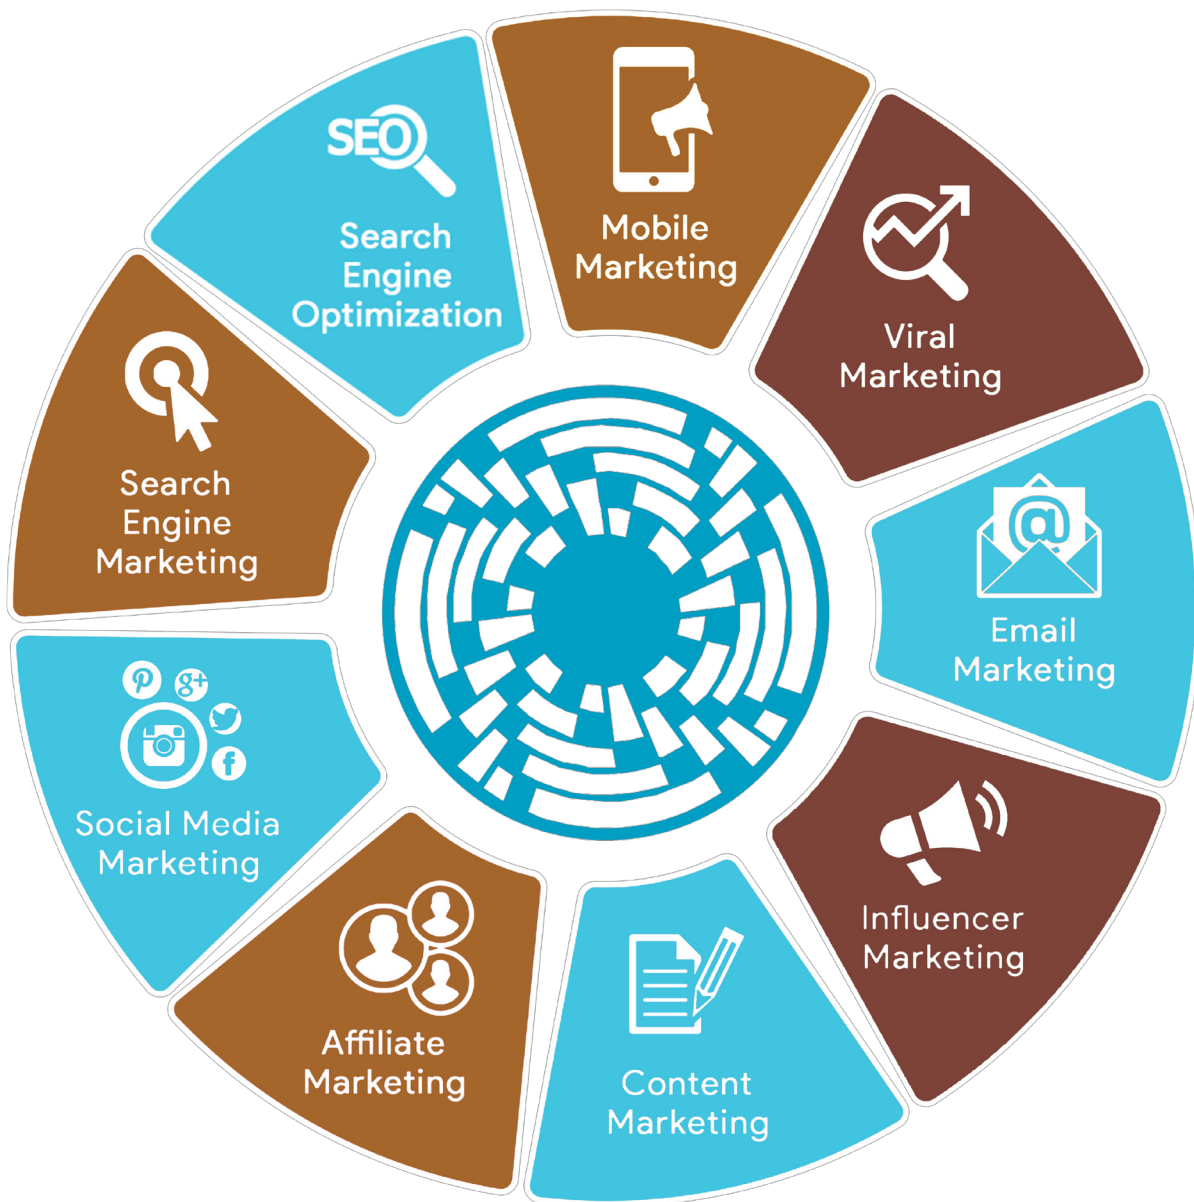 SEO
Search
Engine
Optimization
Mobile
Marketing
Viral
Marketing
@
Email
Marketing
Influencer
Marketing
Content
Marketing
Affiliate
Marketing
g+
f
Social Media
Marketing
Search
Engine
Marketing